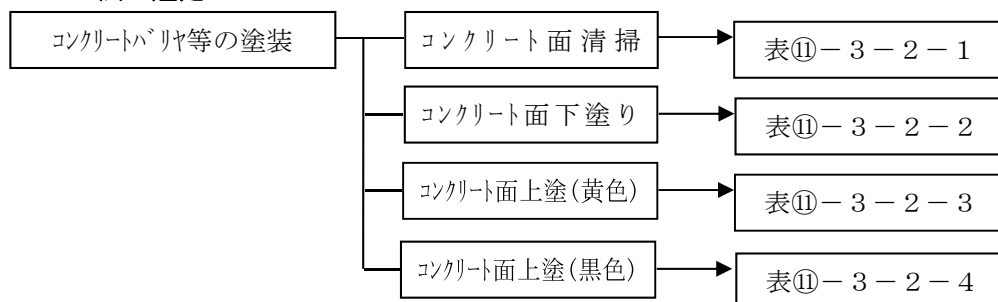 コンクリートバリヤ等の塗装
コンクリート面清掃
表⑪－3－2－1
コンクリート面下塗り
表⑪－3－2－2
コンクリート面上塗(黄色)
表⑪－3－2－3
コンクリート面上塗(黒色)
表⑪－3－2－4